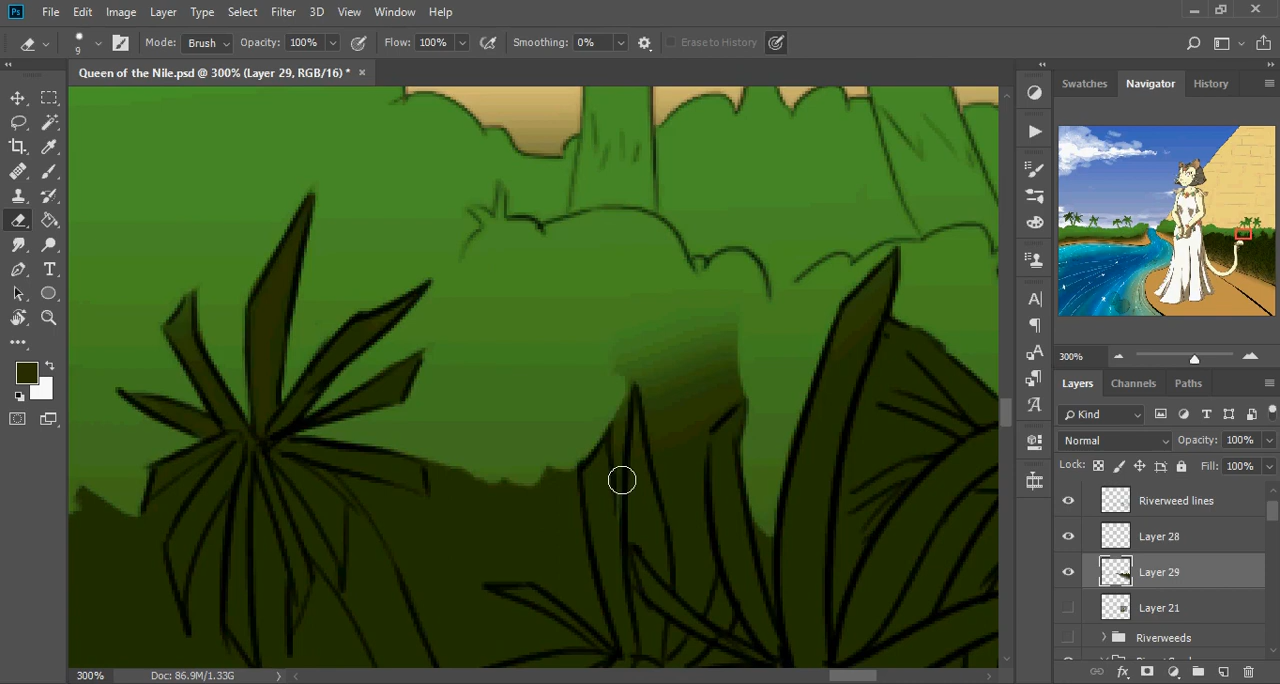 Ps File Edit Image Layer Type Select Filter 3D View Window Help
9 Mode: Brush Opacity: 100% Flow: 100% Smoothing: 0% Erase to History
Queen of the Nile.psd @ 300% (Layer 29, RGB/16) *
Swatches Navigator History
300%
Layers Channels Paths
Kind
Normal Opacity: 100%
Lock: Fill: 100%
Riverweed lines
Layer 28
Layer 29
Layer 21
Riverweeds
300% Doc: 86.9M/1.33G